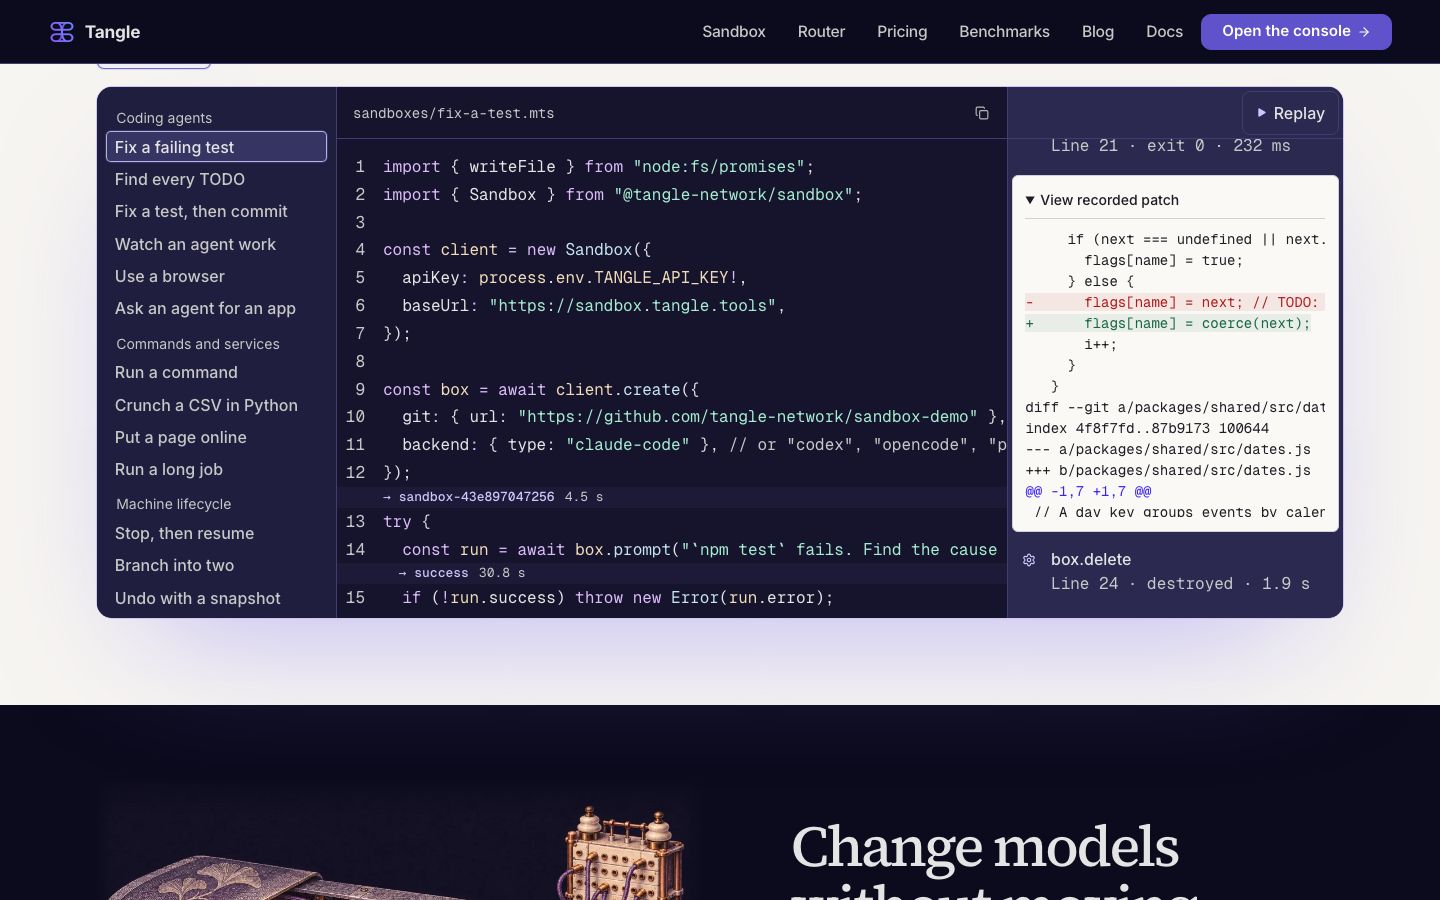 Tangle
Sandbox
Router
Pricing
Benchmarks
Blog
Docs
Open the console →
Coding agents
Fix a failing test
Find every TODO
Fix a test, then commit
Watch an agent work
Use a browser
Ask an agent for an app
Commands and services
Run a command
Crunch a CSV in Python
Put a page online
Run a long job
Machine lifecycle
Stop, then resume
Branch into two
Undo with a snapshot
sandboxes/fix-a-test.mts
1 import { writeFile } from "node:fs/promises";
2 import { Sandbox } from "@tangle-network/sandbox";
3
4 const client = new Sandbox({
5   apiKey: process.env.TANGLE_API_KEY!,
6   baseUrl: "https://sandbox.tangle.tools",
7 });
8
9 const box = await client.create({
10   git: { url: "https://github.com/tangle-network/sandbox-demo" },
11   backend: { type: "claude-code" }, // or "codex", "opencode", "p
12 });
→ sandbox-43e897047256 4.5 s
13 try {
14   const run = await box.prompt("`npm test` fails. Find the cause
→ success 30.8 s
15   if (!run.success) throw new Error(run.error);
Replay
Line 21 · exit 0 · 232 ms
▼ View recorded patch
if (next === undefined || next.
flags[name] = true;
} else {
-       flags[name] = next; // TODO:
+       flags[name] = coerce(next);
i++;
}
}
diff --git a/packages/shared/src/dat
index 4f8f7fd..87b9173 100644
--- a/packages/shared/src/dates.js
+++ b/packages/shared/src/dates.js
@@ -1,7 +1,7 @@
// A day key groups events by calen
box.delete
Line 24 · destroyed · 1.9 s
Change models
without moving